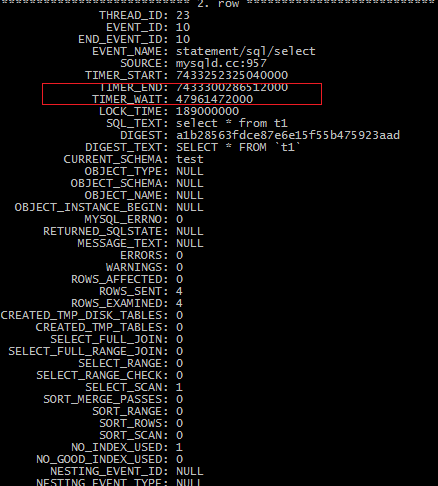 *************************** 2. row ***************************
THREAD_ID: 23
EVENT_ID: 10
END_EVENT_ID: 10
EVENT_NAME: statement/sql/select
SOURCE: mysqld.cc:957
TIMER_START: 7433252325040000
TIMER_END: 7433300286512000
TIMER_WAIT: 47961472000
LOCK_TIME: 189000000
SQL_TEXT: select * from t1
DIGEST: a1b28563fdce87e6e15f55b475923aad
DIGEST_TEXT: SELECT * FROM `t1`
CURRENT_SCHEMA: test
OBJECT_TYPE: NULL
OBJECT_SCHEMA: NULL
OBJECT_NAME: NULL
OBJECT_INSTANCE_BEGIN: NULL
MYSQL_ERRNO: 0
RETURNED_SQLSTATE: NULL
MESSAGE_TEXT: NULL
ERRORS: 0
WARNINGS: 0
ROWS_AFFECTED: 0
ROWS_SENT: 4
ROWS_EXAMINED: 4
CREATED_TMP_DISK_TABLES: 0
CREATED_TMP_TABLES: 0
SELECT_FULL_JOIN: 0
SELECT_FULL_RANGE_JOIN: 0
SELECT_RANGE: 0
SELECT_RANGE_CHECK: 0
SELECT_SCAN: 1
SORT_MERGE_PASSES: 0
SORT_RANGE: 0
SORT_ROWS: 0
SORT_SCAN: 0
NO_INDEX_USED: 1
NO_GOOD_INDEX_USED: 0
NESTING_EVENT_ID: NULL
NESTING_EVENT_TYPE: NULL